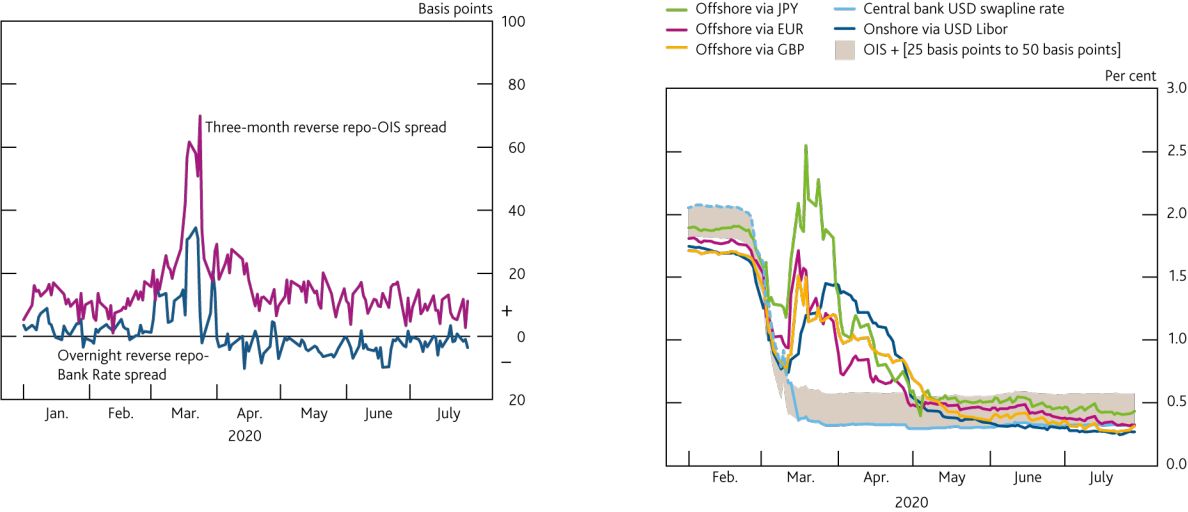 Basis points
100
80
60
40
20
+
0
–
20
Three-month reverse repo-OIS spread
Overnight reverse repo-
Bank Rate spread
Jan. Feb. Mar. Apr. May June July
2020
Offshore via JPY
Offshore via EUR
Offshore via GBP
Central bank USD swapline rate
Onshore via USD Libor
OIS + [25 basis points to 50 basis points]
Per cent
3.0
2.5
2.0
1.5
1.0
0.5
0.0
Feb. Mar. Apr. May June July
2020